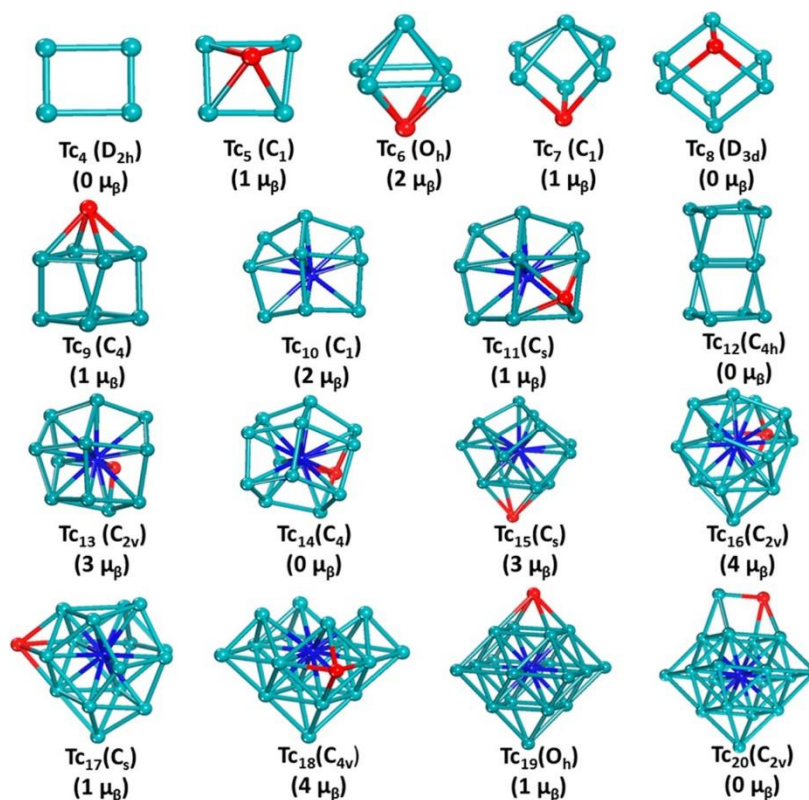 Tc₄ (D₂ₕ) Tc₅ (C₁) Tc₆ (Oₕ) Tc₇ (C₁) Tc₈ (D₃d)
(0 μᵦ) (1 μᵦ) (2 μᵦ) (1 μᵦ) (0 μᵦ)
Tc₉ (C₄) Tc₁₀ (C₁) Tc₁₁(Cₛ) Tc₁₂(C₄ₕ)
(1 μᵦ) (2 μᵦ) (1 μᵦ) (0 μᵦ)
Tc₁₃ (C₂ᵥ) Tc₁₄(C₄) Tc₁₅(Cₛ) Tc₁₆(C₂ᵥ)
(3 μᵦ) (0 μᵦ) (3 μᵦ) (4 μᵦ)
Tc₁₇(Cₛ) Tc₁₈(C₄ᵥ) Tc₁₉(Oₕ) Tc₂₀(C₂ᵥ)
(1 μᵦ) (4 μᵦ) (1 μᵦ) (0 μᵦ)